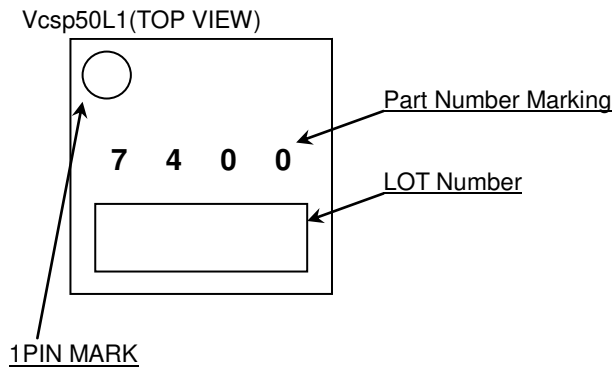 Vcsp50L1(TOP VIEW)
Part Number Marking
7 4 0 0
LOT Number
1PIN MARK